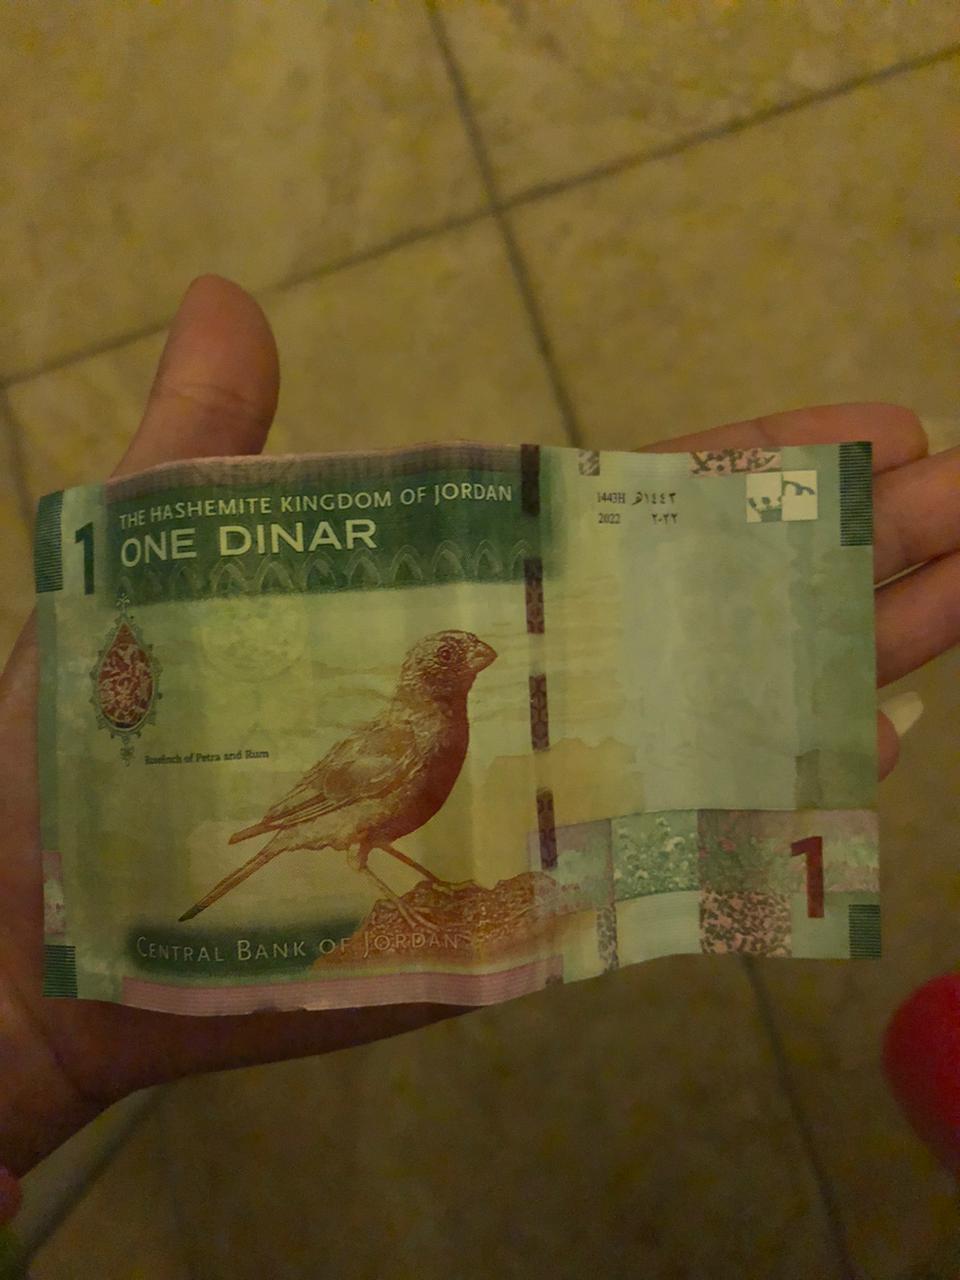 THE HASHEMITE KINGDOM OF JORDAN
1 ONE DINAR
1443H ١٤٤٣هـ
2022 ٢٠٢٢
Rosefinch of Petra and Rum
1
CENTRAL BANK OF JORDAN